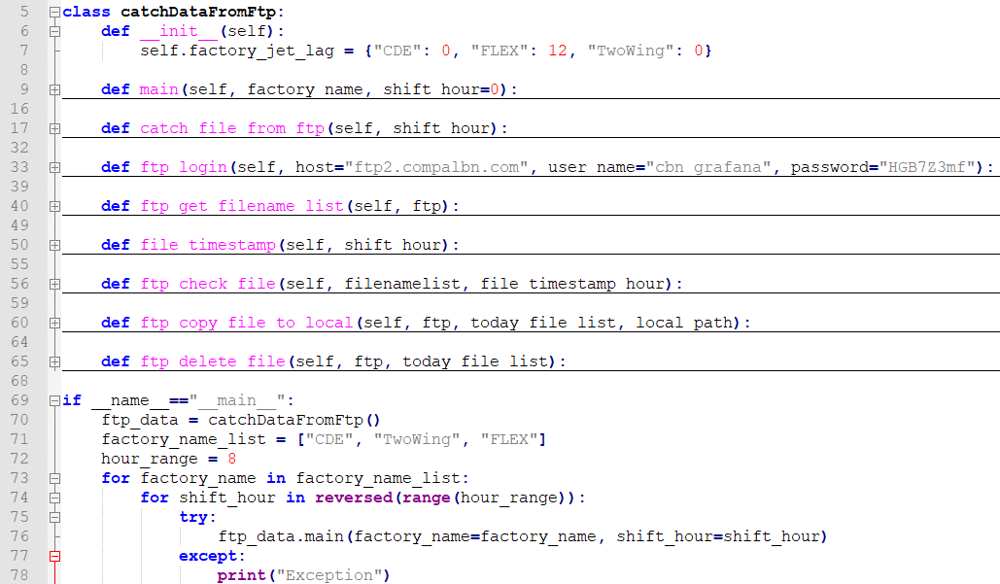 5 class catchDataFromFtp:
6 def __init__(self):
7 self.factory_jet_lag = {"CDE": 0, "FLEX": 12, "TwoWing": 0}
8
9 def main(self, factory_name, shift_hour=0):
16
17 def catch_file_from_ftp(self, shift_hour):
32
33 def ftp_login(self, host="ftp2.compalbn.com", user_name="cbn_grafana", password="HGB7Z3mf"):
39
40 def ftp_get_filename_list(self, ftp):
49
50 def file_timestamp(self, shift_hour):
55
56 def ftp_check_file(self, filenamelist, file_timestamp_hour):
59
60 def ftp_copy_file_to_local(self, ftp, today_file_list, local_path):
64
65 def ftp_delete_file(self, ftp, today_file_list):
68
69 if __name__=="__main__":
70 ftp_data = catchDataFromFtp()
71 factory_name_list = ["CDE", "TwoWing", "FLEX"]
72 hour_range = 8
73 for factory_name in factory_name_list:
74 for shift_hour in reversed(range(hour_range)):
75 try:
76 ftp_data.main(factory_name=factory_name, shift_hour=shift_hour)
77 except:
78 print("Exception")